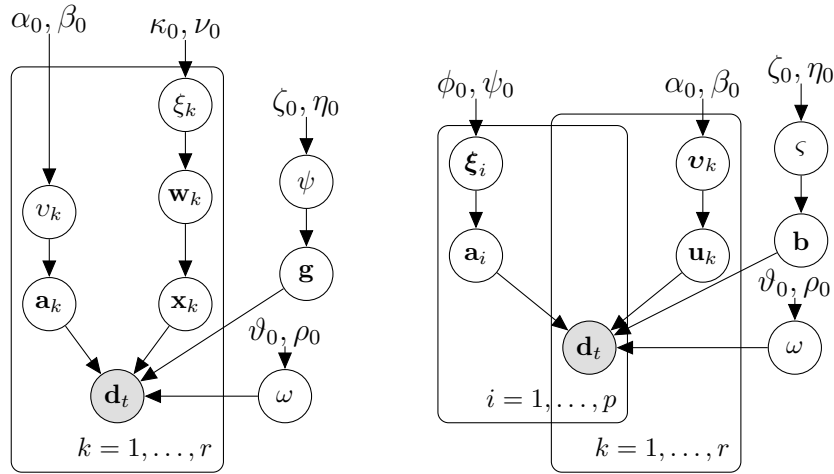 α₀, β₀
κ₀, ν₀
ξₖ
ζ₀, η₀
wₖ
ψ
υₖ
g
aₖ
xₖ
ϑ₀, ρ₀
dₜ
ω
k = 1, . . . , r
φ₀, ψ₀
α₀, β₀
ζ₀, η₀
ξᵢ
υₖ
ς
aᵢ
uₖ
b
ϑ₀, ρ₀
dₜ
ω
i = 1, . . . , p
k = 1, . . . , r